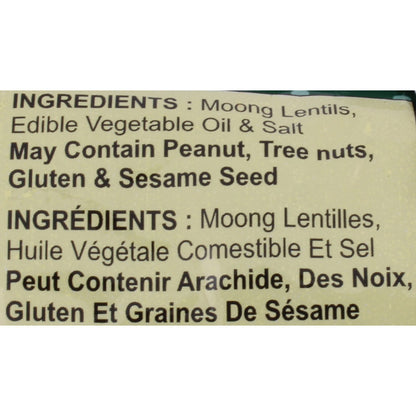 INGREDIENTS : Moong Lentils,
Edible Vegetable Oil & Salt
May Contain Peanut, Tree nuts,
Gluten & Sesame Seed
INGRÉDIENTS : Moong Lentilles,
Huile Végétale Comestible Et Sel
Peut Contenir Arachide, Des Noix,
Gluten Et Graines De Sésame